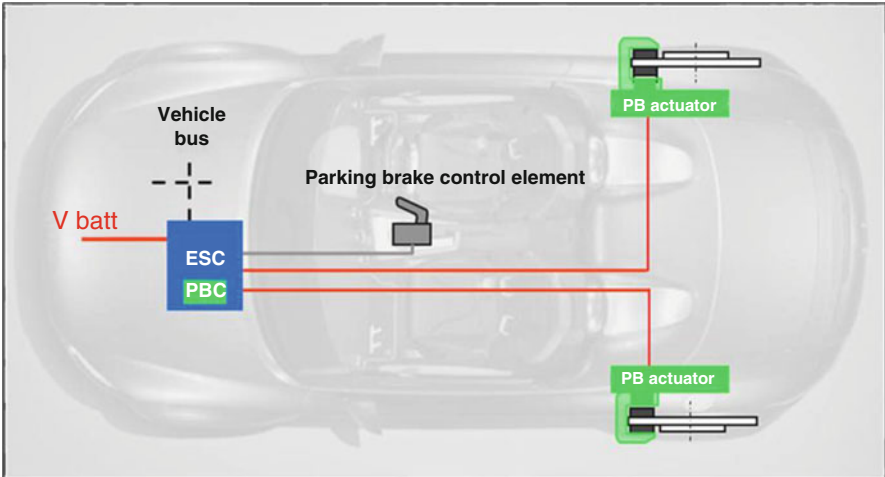 PB actuator
Vehicle
bus
Parking brake control element
V batt
ESC
PBC
PB actuator